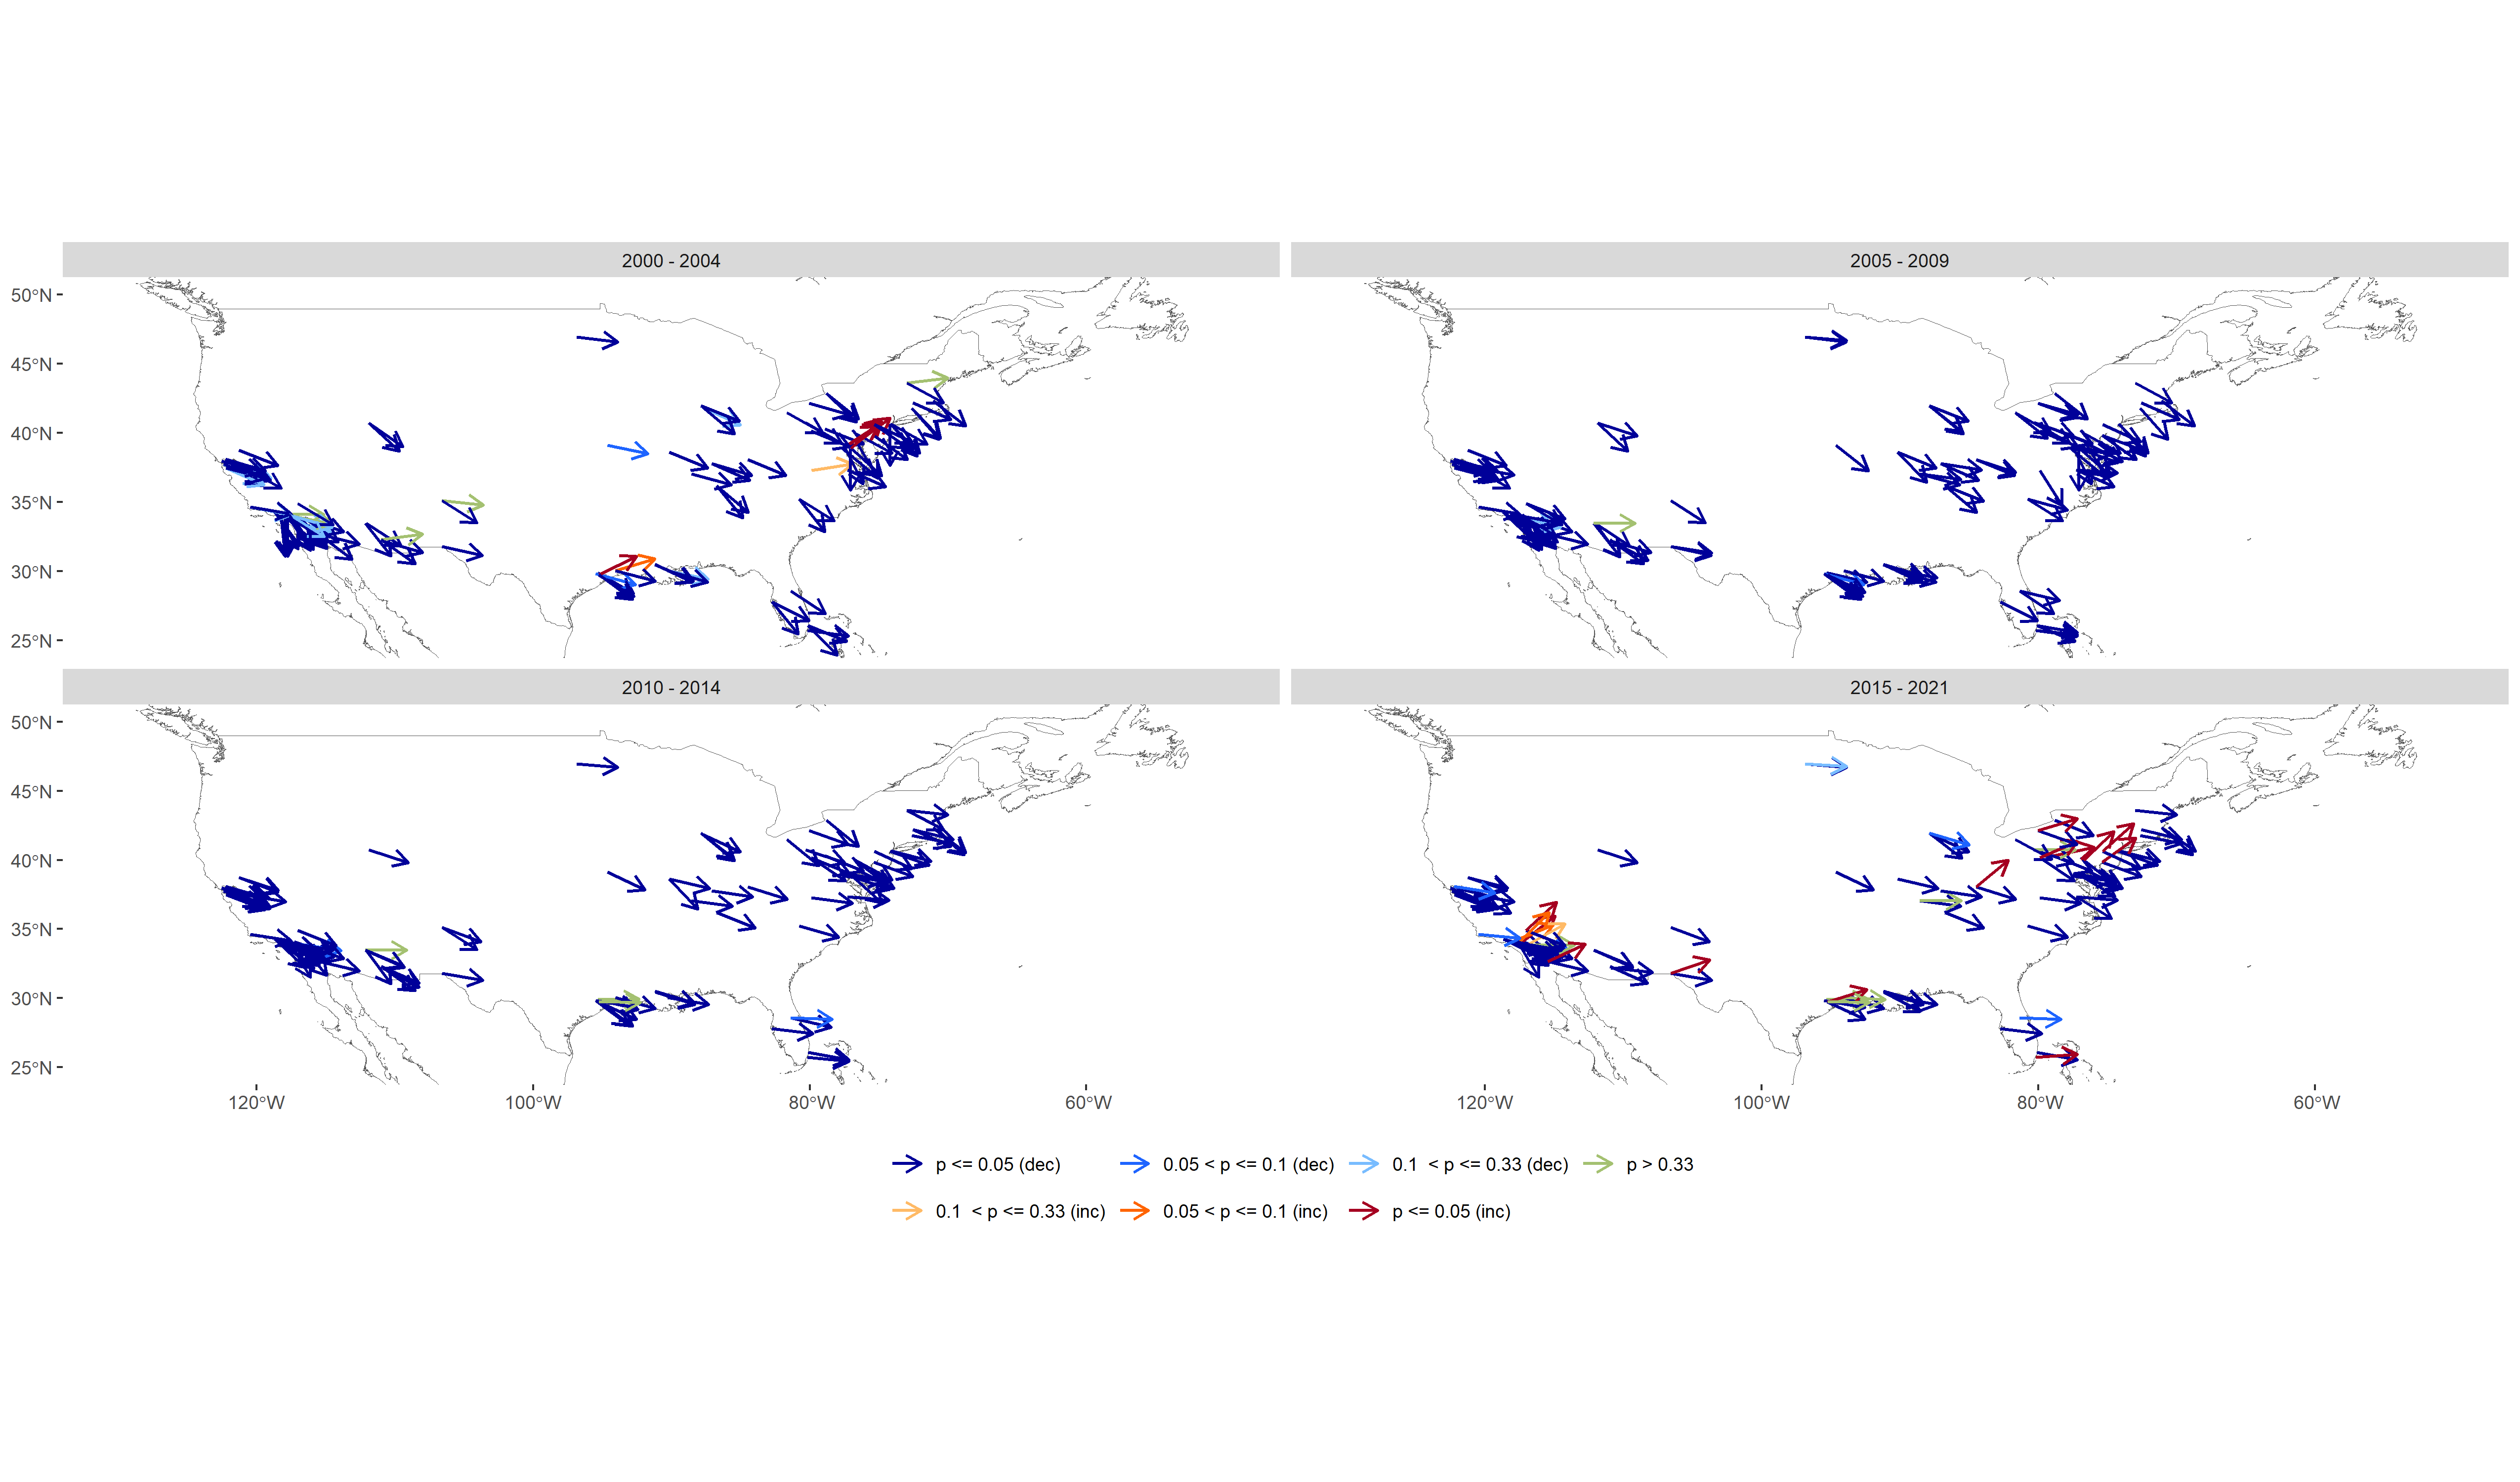 2000 - 2004
2005 - 2009
50°N
45°N
40°N
35°N
30°N
25°N
2010 - 2014
2015 - 2021
50°N
45°N
40°N
35°N
30°N
25°N
120°W
100°W
80°W
60°W
120°W
100°W
80°W
60°W
p <= 0.05 (dec)
0.05 < p <= 0.1 (dec)
0.1 < p <= 0.33 (dec)
p > 0.33
0.1 < p <= 0.33 (inc)
0.05 < p <= 0.1 (inc)
p <= 0.05 (inc)